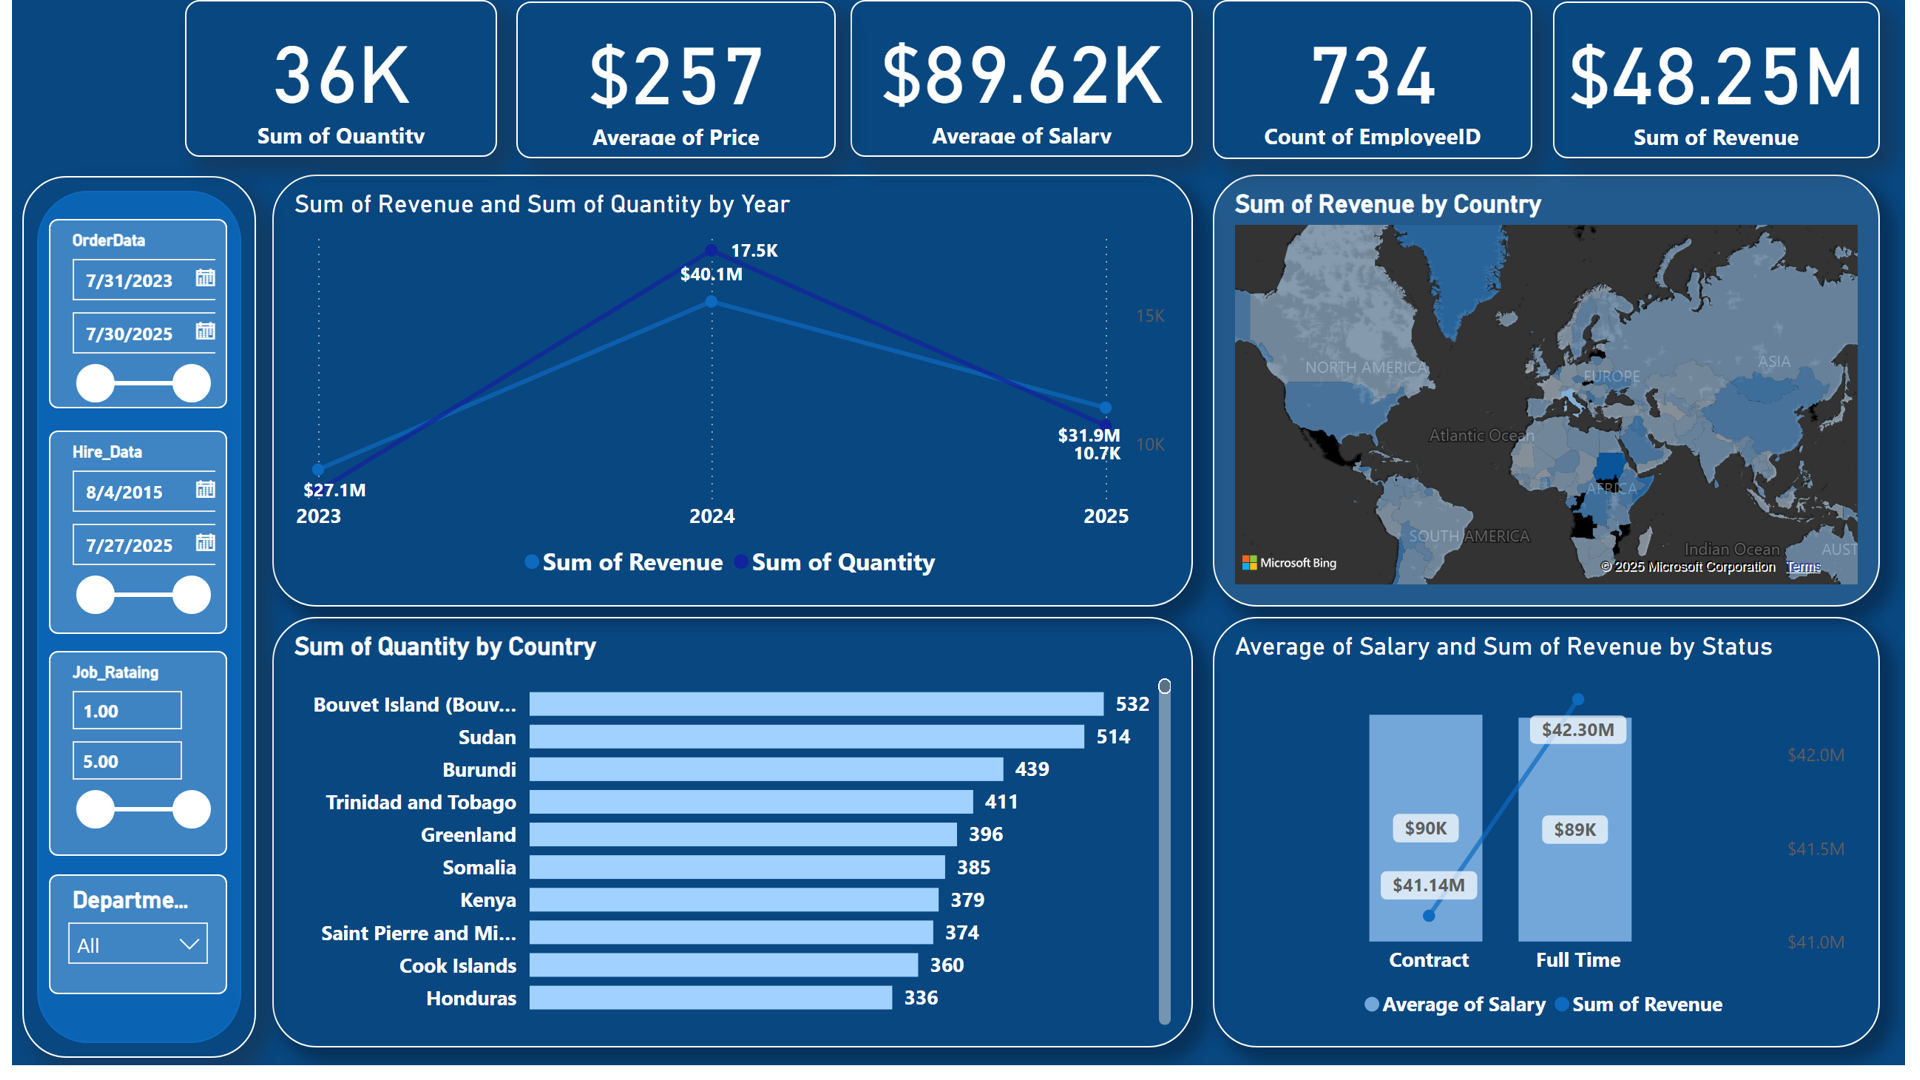 36K
Sum of Quantity
$257
Average of Price
$89.62K
Average of Salary
734
Count of EmployeeID
$48.25M
Sum of Revenue
OrderData
7/31/2023
7/30/2025
Hire_Data
8/4/2015
7/27/2025
Job_Rataing
1.00
5.00
Departme...
All
Sum of Revenue and Sum of Quantity by Year
17.5K
$40.1M
15K
$31.9M
10.7K
10K
$27.1M
2023
2024
2025
Sum of Revenue
Sum of Quantity
Sum of Revenue by Country
NORTH AMERICA
EUROPE
ASIA
Atlantic Ocean
AFRICA
SOUTH AMERICA
Indian Ocean
AUST
Microsoft Bing
© 2025 Microsoft Corporation Terms
Sum of Quantity by Country
Bouvet Island (Bouv... 532
Sudan 514
Burundi 439
Trinidad and Tobago 411
Greenland 396
Somalia 385
Kenya 379
Saint Pierre and Mi... 374
Cook Islands 360
Honduras 336
Average of Salary and Sum of Revenue by Status
$42.30M
$42.0M
$90K
$89K
$41.5M
$41.14M
$41.0M
Contract
Full Time
Average of Salary
Sum of Revenue